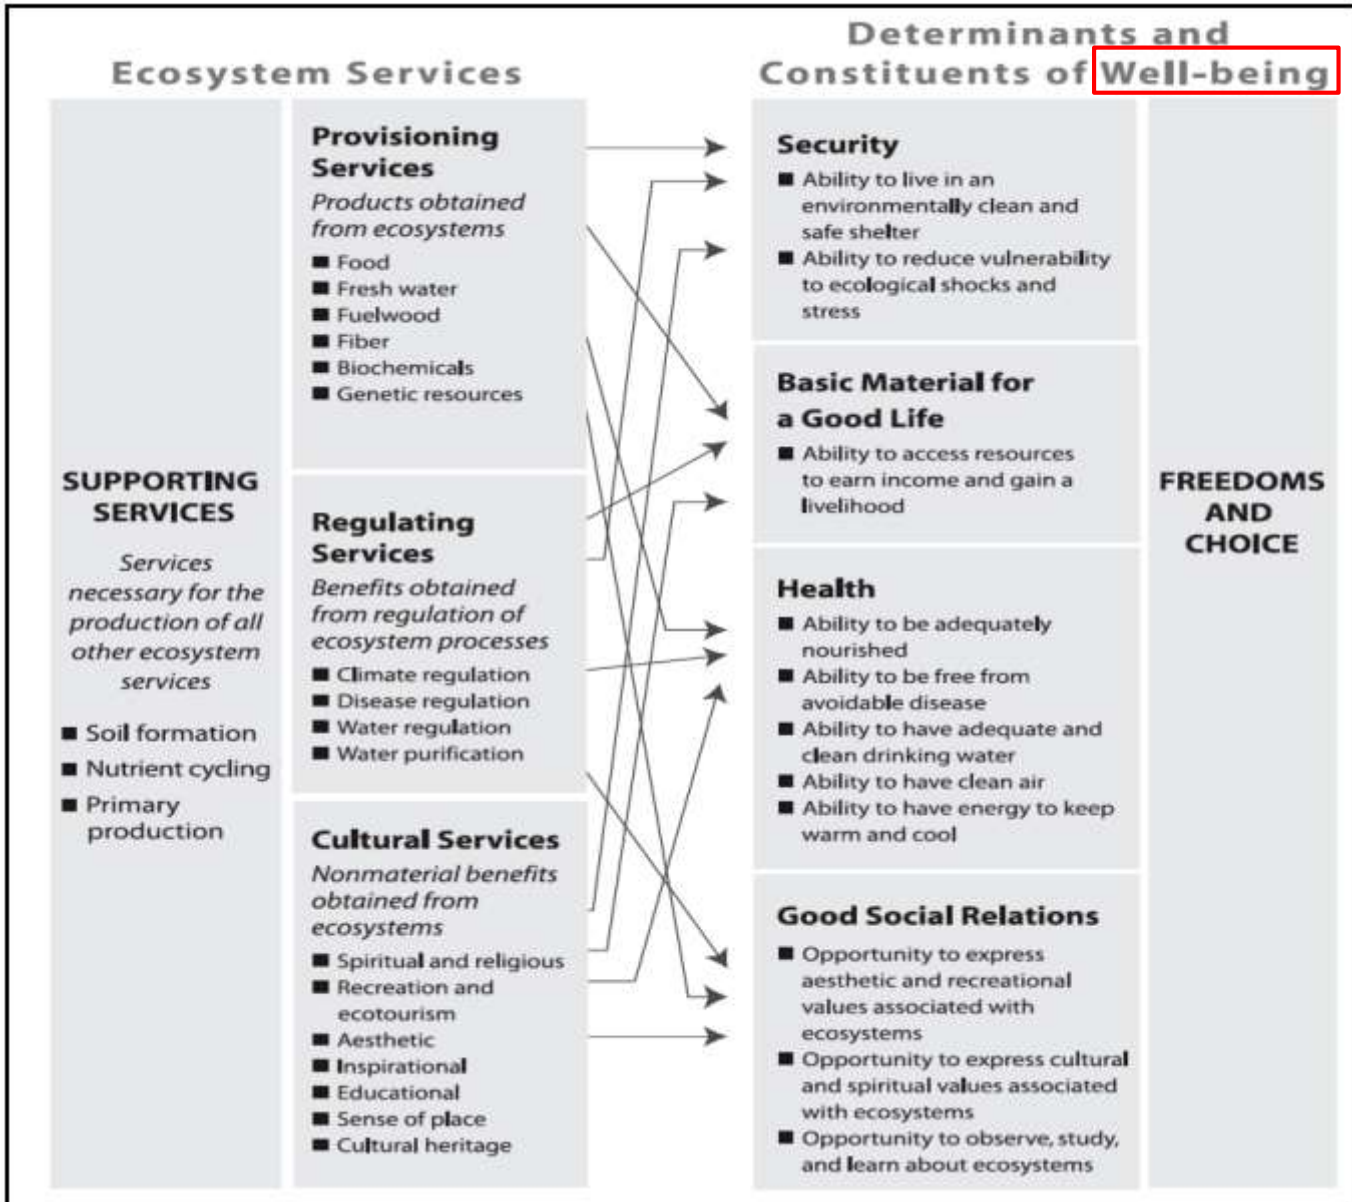 Ecosystem Services
Determinants and
Constituents of Well-being
SUPPORTING
SERVICES
Services
necessary for the
production of all
other ecosystem
services
■ Soil formation
■ Nutrient cycling
■ Primary
production
Provisioning
Services
Products obtained
from ecosystems
■ Food
■ Fresh water
■ Fuelwood
■ Fiber
■ Biochemicals
■ Genetic resources
Regulating
Services
Benefits obtained
from regulation of
ecosystem processes
■ Climate regulation
■ Disease regulation
■ Water regulation
■ Water purification
Cultural Services
Nonmaterial benefits
obtained from
ecosystems
■ Spiritual and religious
■ Recreation and
ecotourism
■ Aesthetic
■ Inspirational
■ Educational
■ Sense of place
■ Cultural heritage
Security
■ Ability to live in an
environmentally clean and
safe shelter
■ Ability to reduce vulnerability
to ecological shocks and
stress
Basic Material for
a Good Life
■ Ability to access resources
to earn income and gain a
livelihood
Health
■ Ability to be adequately
nourished
■ Ability to be free from
avoidable disease
■ Ability to have adequate and
clean drinking water
■ Ability to have clean air
■ Ability to have energy to keep
warm and cool
Good Social Relations
■ Opportunity to express
aesthetic and recreational
values associated with
ecosystems
■ Opportunity to express cultural
and spiritual values associated
with ecosystems
■ Opportunity to observe, study,
and learn about ecosystems
FREEDOMS
AND
CHOICE